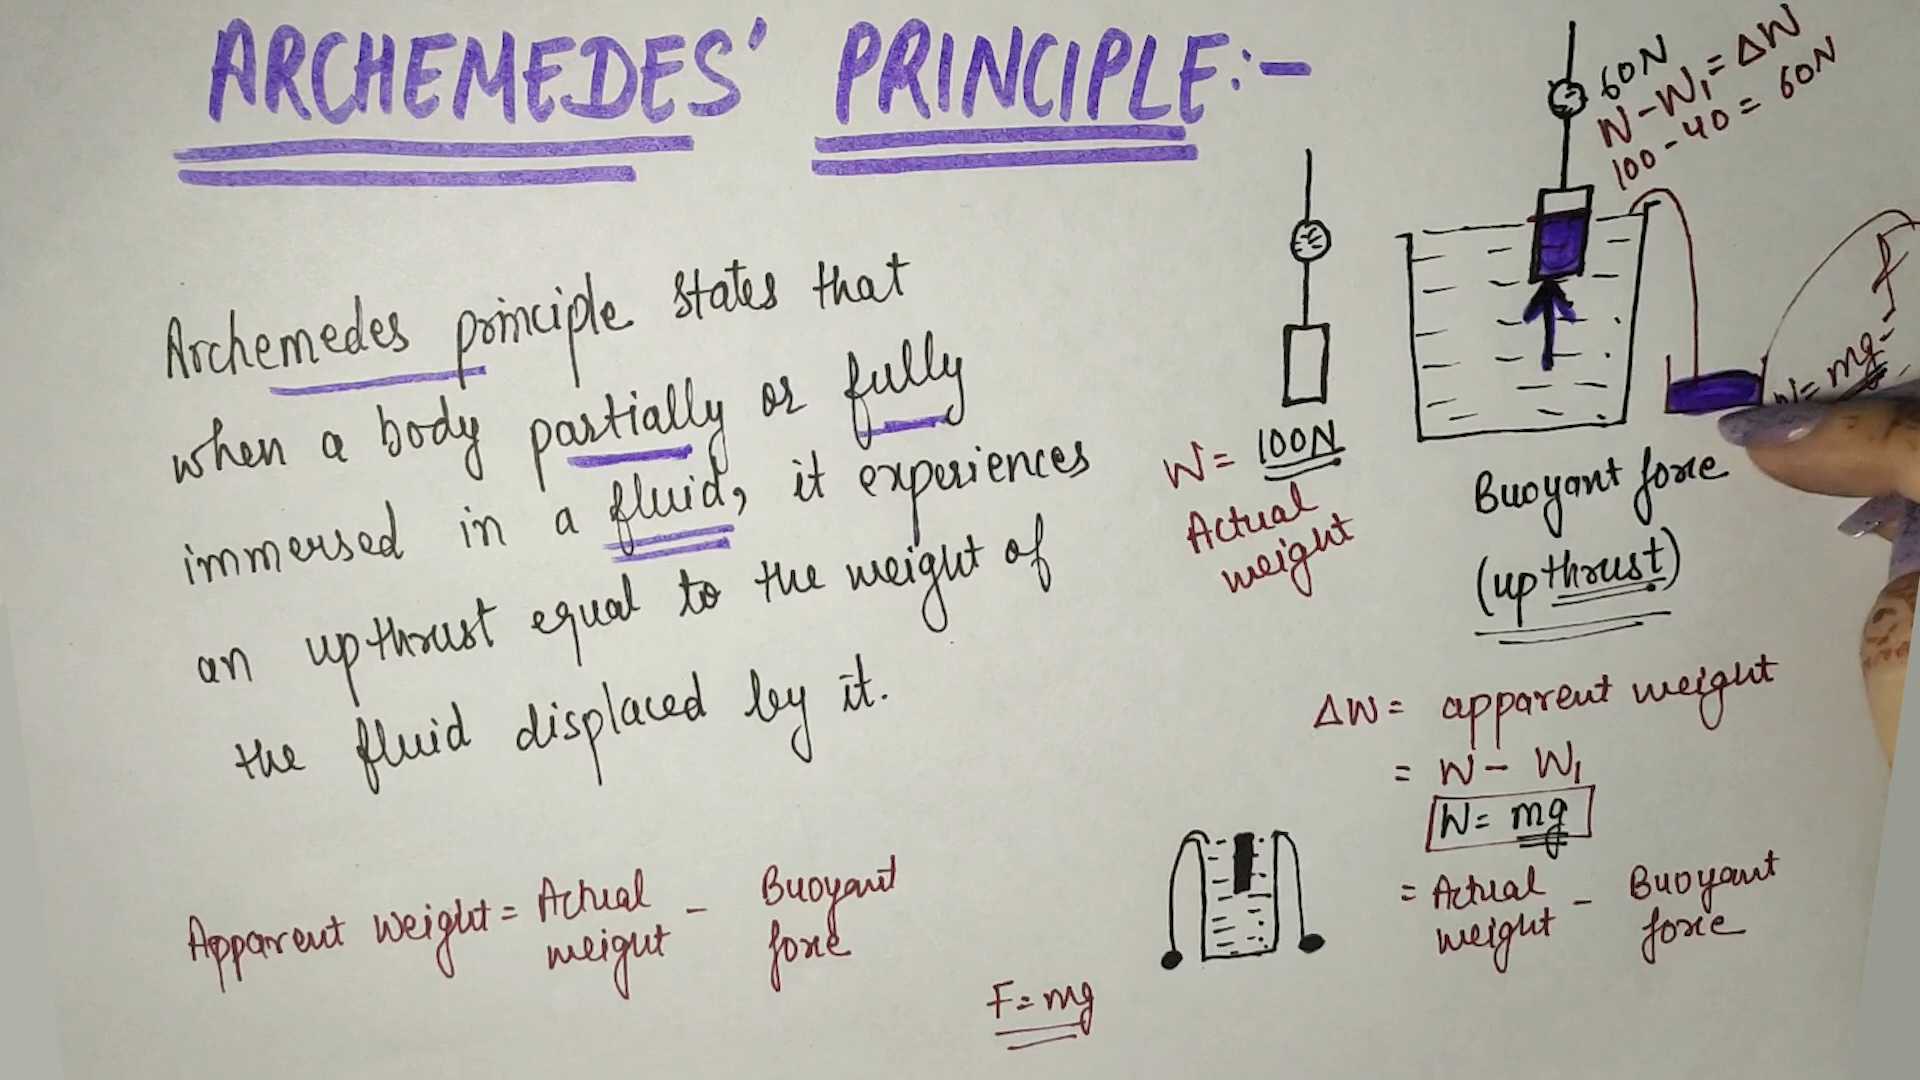 ARCHEMEDES' PRINCIPLE:-
Archemedes principle states that
when a body partially or fully
immersed in a fluid, it experiences
an upthrust equal to the weight of
the fluid displaced by it.
Apparent weight = Actual weight - Buoyant force
F = mg
W = 100N
Actual
weight
60N
W - W1 = ΔW
100 - 40 = 60N
W = mg
Buoyant force
(upthrust)
ΔW = apparent weight
= W - W1
W = mg
= Actual weight - Buoyant force